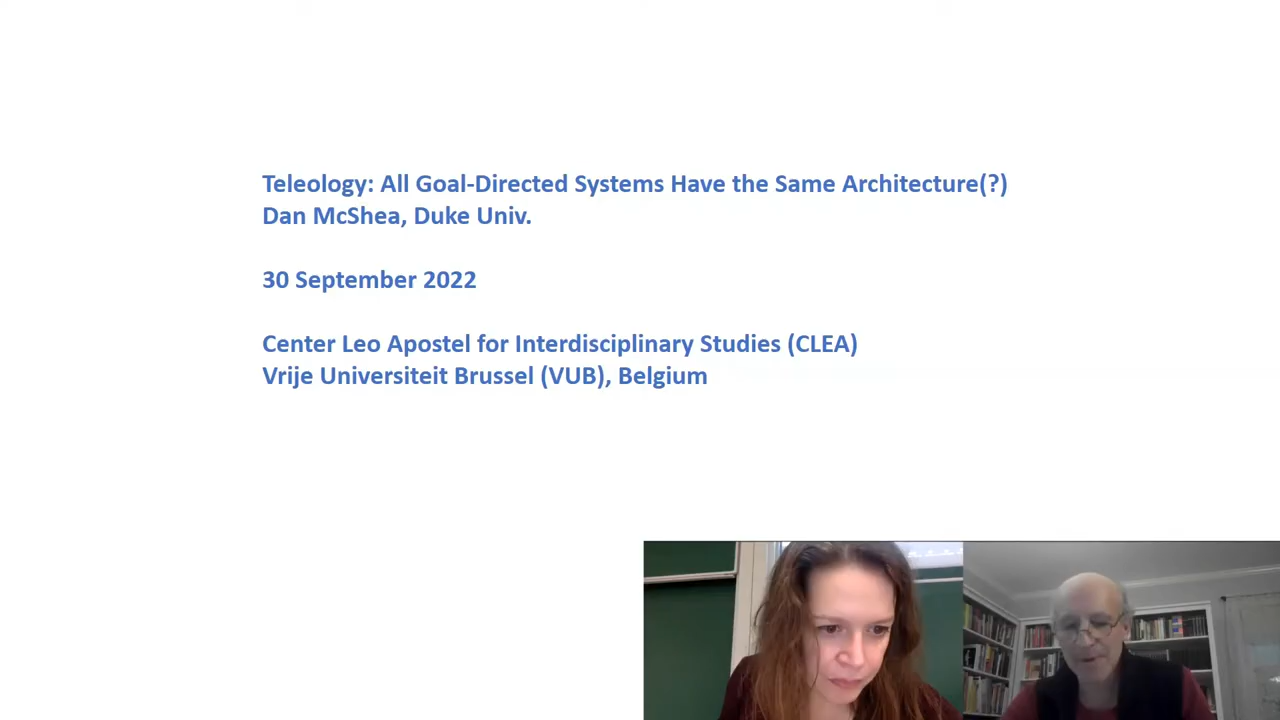 Teleology: All Goal-Directed Systems Have the Same Architecture(?)
Dan McShea, Duke Univ.
30 September 2022
Center Leo Apostel for Interdisciplinary Studies (CLEA)
Vrije Universiteit Brussel (VUB), Belgium